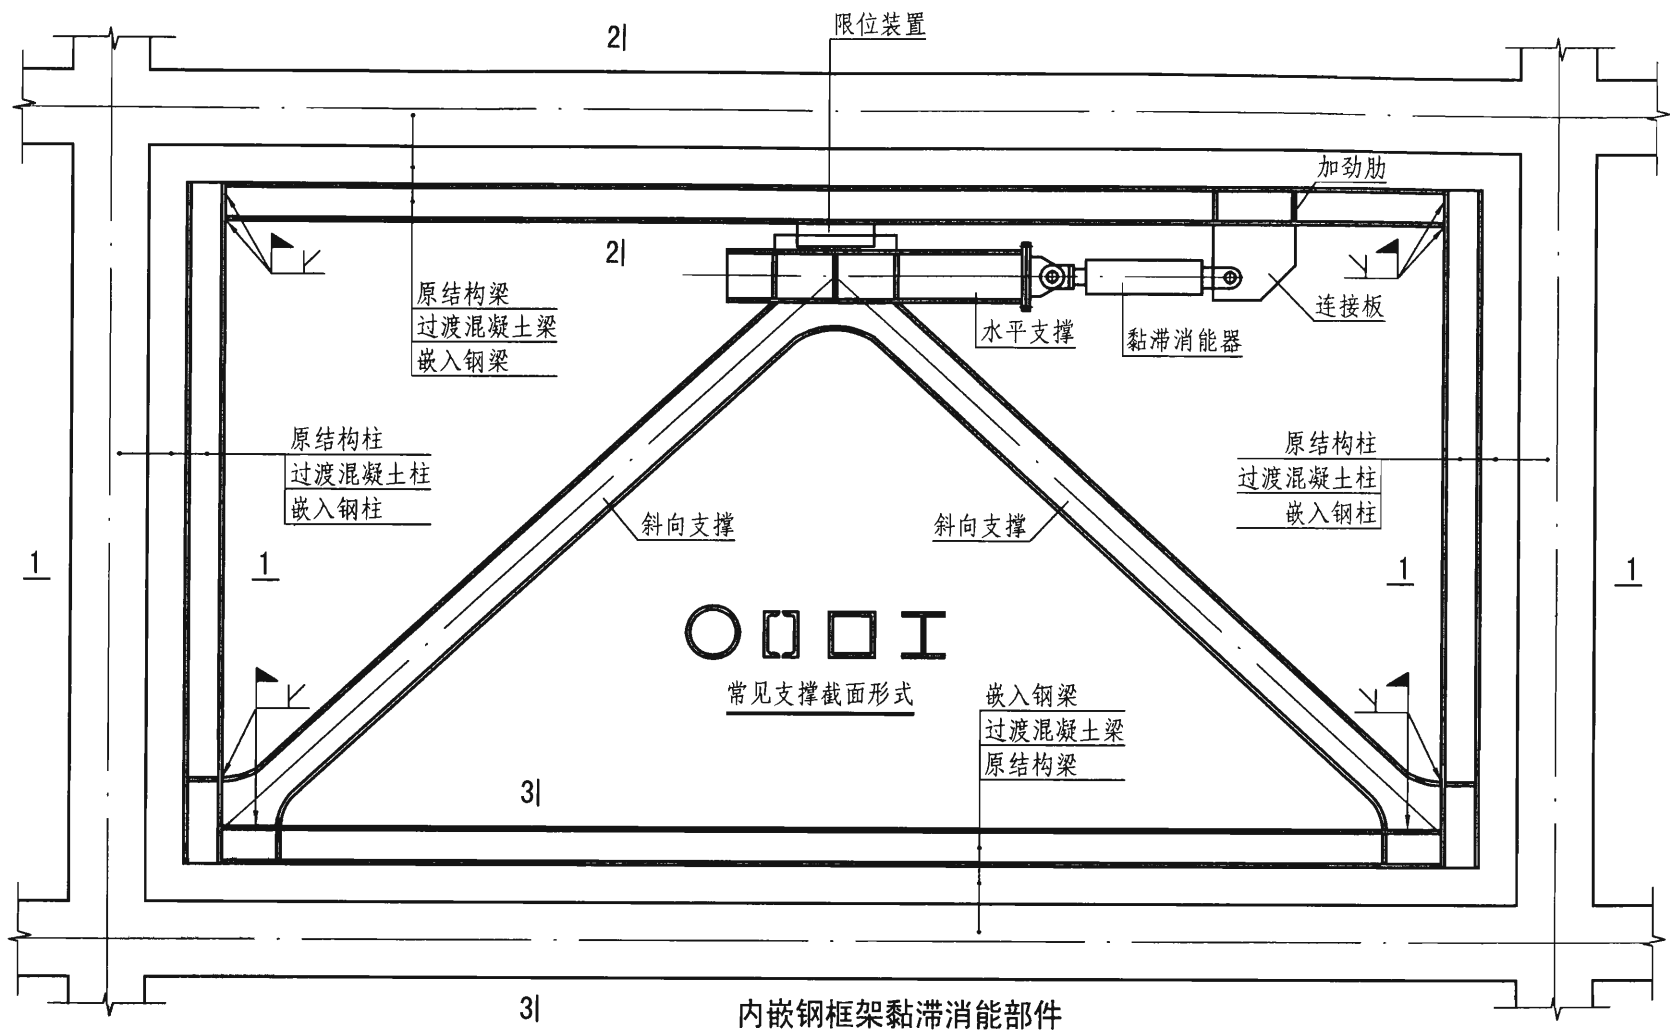 2
限位装置
加劲肋
2
原结构梁
过渡混凝土梁
嵌入钢梁
水平支撑
黏滞消能器
连接板
原结构柱
过渡混凝土柱
嵌入钢柱
斜向支撑
斜向支撑
原结构柱
过渡混凝土柱
嵌入钢柱
1
1
1
1
常见支撑截面形式
嵌入钢梁
过渡混凝土梁
原结构梁
3
3
内嵌钢框架黏滞消能部件